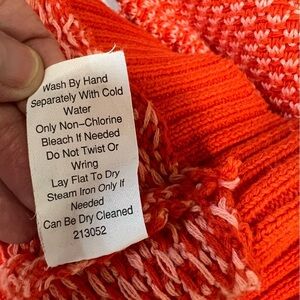 Wash By Hand
Separately With Cold
Water
Only Non-Chlorine
Bleach If Needed
Do Not Twist Or
Wring
Lay Flat To Dry
Steam Iron Only If
Needed
Can Be Dry Cleaned
213052